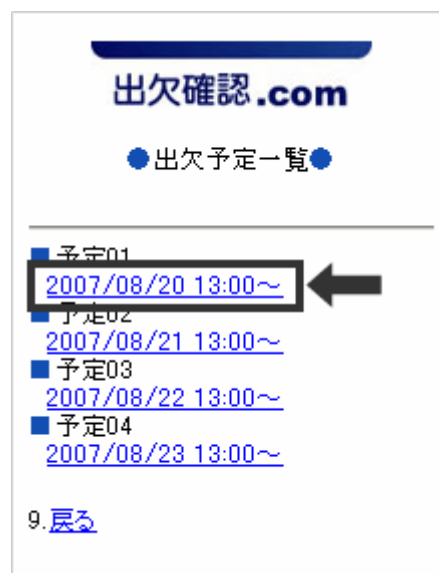 出欠確認.com
●出欠予定一覧●
■ 予定01
2007/08/20 13:00～
■ 予定02
2007/08/21 13:00～
■ 予定03
2007/08/22 13:00～
■ 予定04
2007/08/23 13:00～
9.戻る